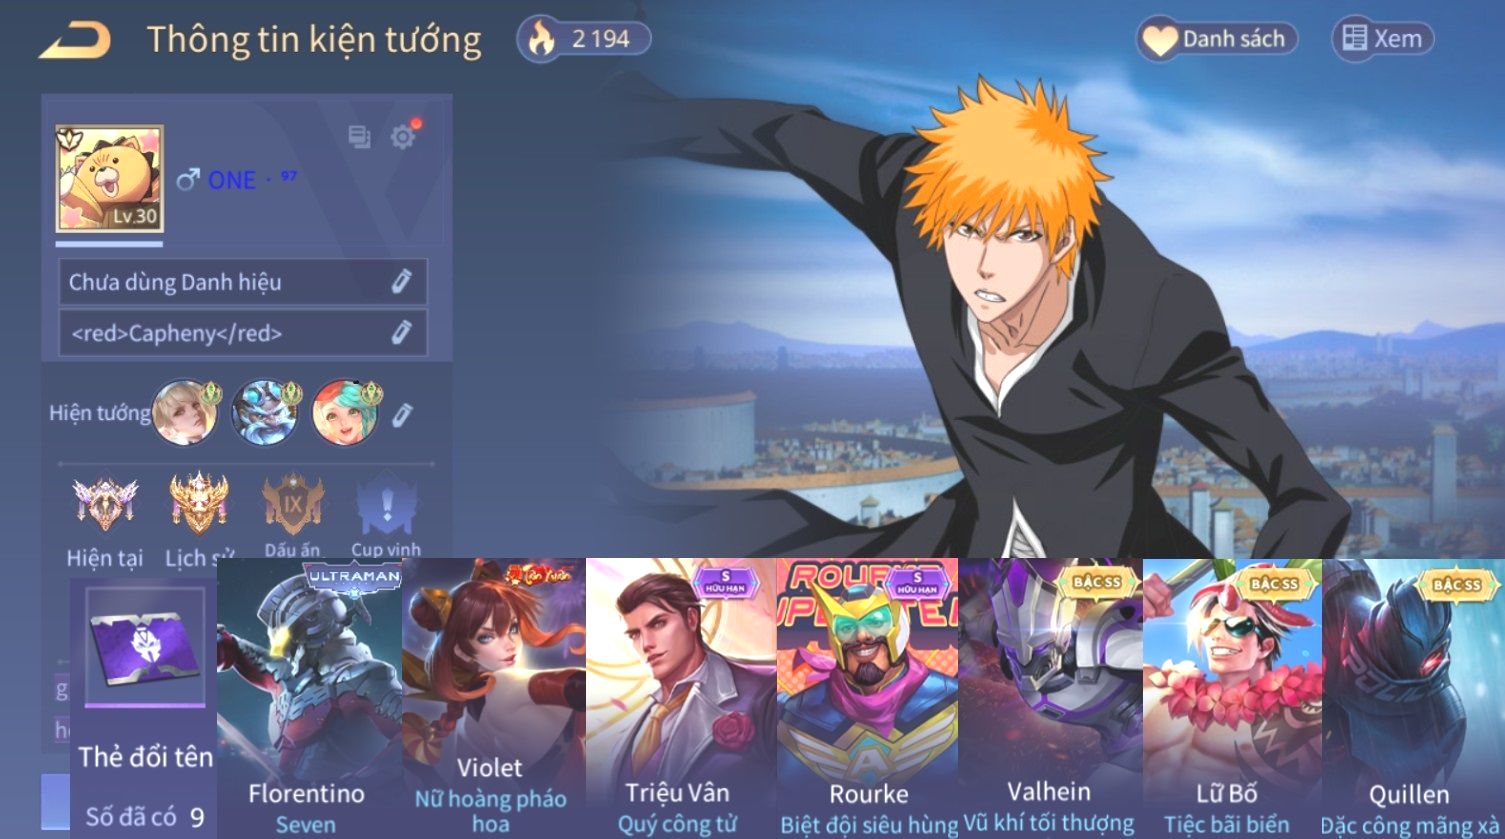 Thông tin kiện tướng
2 194
Danh sách
Xem
Lv.30
ONE · 97
Chưa dùng Danh hiệu
<red>Capheny</red>
Hiện tướng
IX
Hiện tại
Lịch sử
Dấu ấn
Cup vinh
Thẻ đổi tên
Số đã có 9
ULTRAMAN
Florentino
Seven
Violet
Nữ hoàng pháo
hoa
S
HỮU HẠN
Triệu Vân
Quý công tử
S
HỮU HẠN
Rourke
Biệt đội siêu hùng
BẬC SS
Valhein
Vũ khí tối thượng
BẬC SS
Lữ Bố
Tiệc bãi biển
BẬC SS
Quillen
Đặc công mãng xà